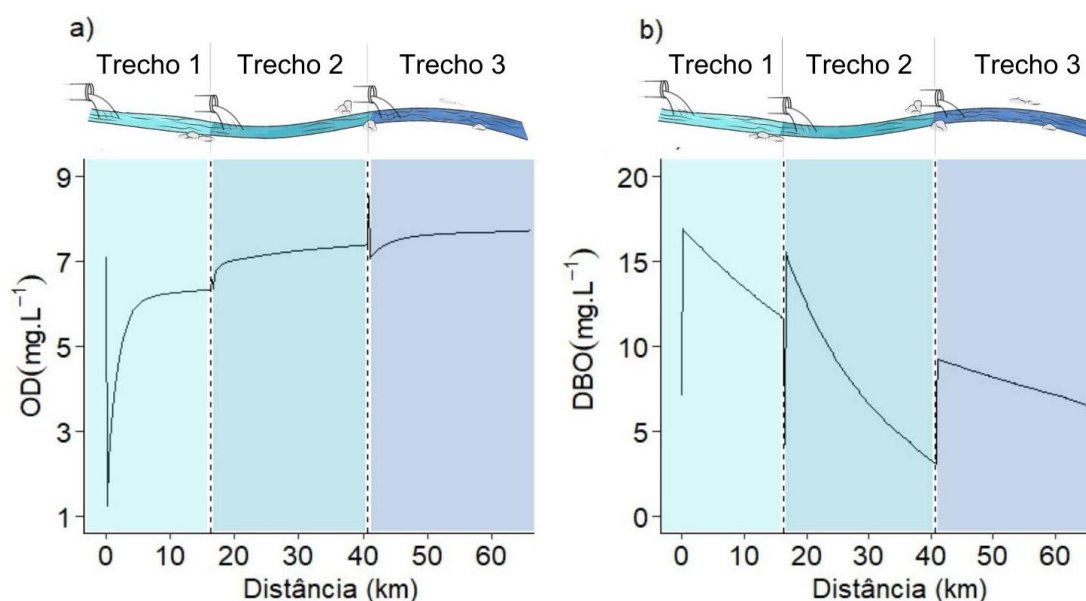 a)
Trecho 1 Trecho 2 Trecho 3
9
7
5
3
1
OD(mg.L⁻¹)
0 10 20 30 40 50 60
Distância (km)
b)
Trecho 1 Trecho 2 Trecho 3
20
15
10
5
0
DBO(mg.L⁻¹)
0 10 20 30 40 50 60
Distância (km)